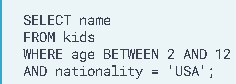 SELECT name
FROM kids
WHERE age BETWEEN 2 AND 12
AND nationality = 'USA';